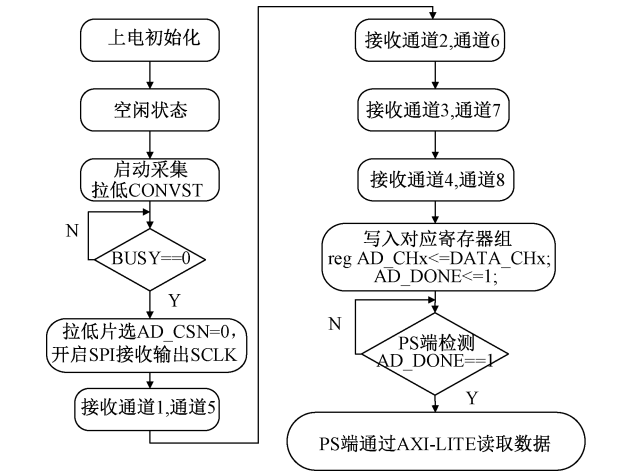 上电初始化
空闲状态
启动采集
拉低CONVST
N
BUSY==0
Y
拉低片选AD_CSN=0，
开启SPI接收输出SCLK
接收通道1,通道5
接收通道2,通道6
接收通道3,通道7
接收通道4,通道8
写入对应寄存器组
reg AD_CHx<=DATA_CHx;
AD_DONE<=1;
N
PS端检测
AD_DONE==1
Y
PS端通过AXI-LITE读取数据